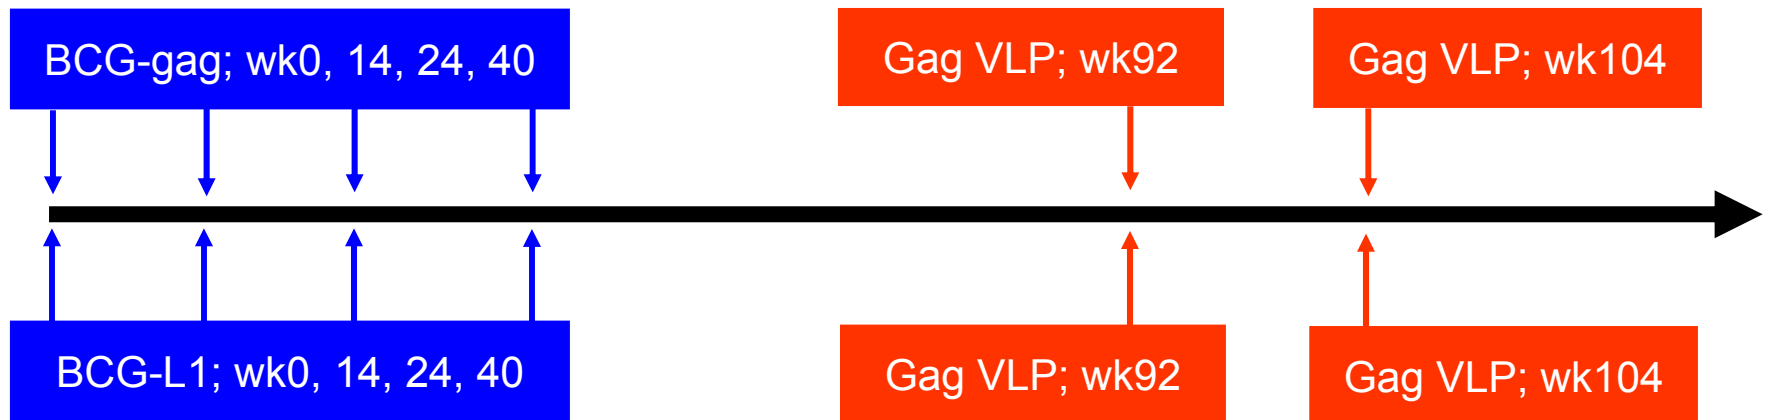 BCG-gag; wk0, 14, 24, 40
Gag VLP; wk92
Gag VLP; wk104
BCG-L1; wk0, 14, 24, 40
Gag VLP; wk92
Gag VLP; wk104